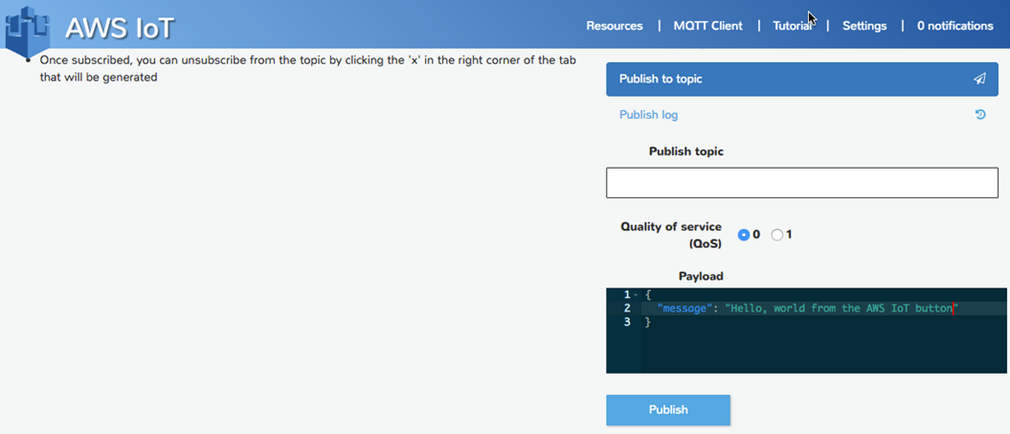 AWS IoT
Resources | MQTT Client | Tutorial | Settings | 0 notifications
• Once subscribed, you can unsubscribe from the topic by clicking the 'x' in the right corner of the tab
that will be generated
Publish to topic
Publish log
Publish topic
Quality of service
(QoS)
0 1
Payload
1 {
2 "message": "Hello, world from the AWS IoT button"
3 }
Publish